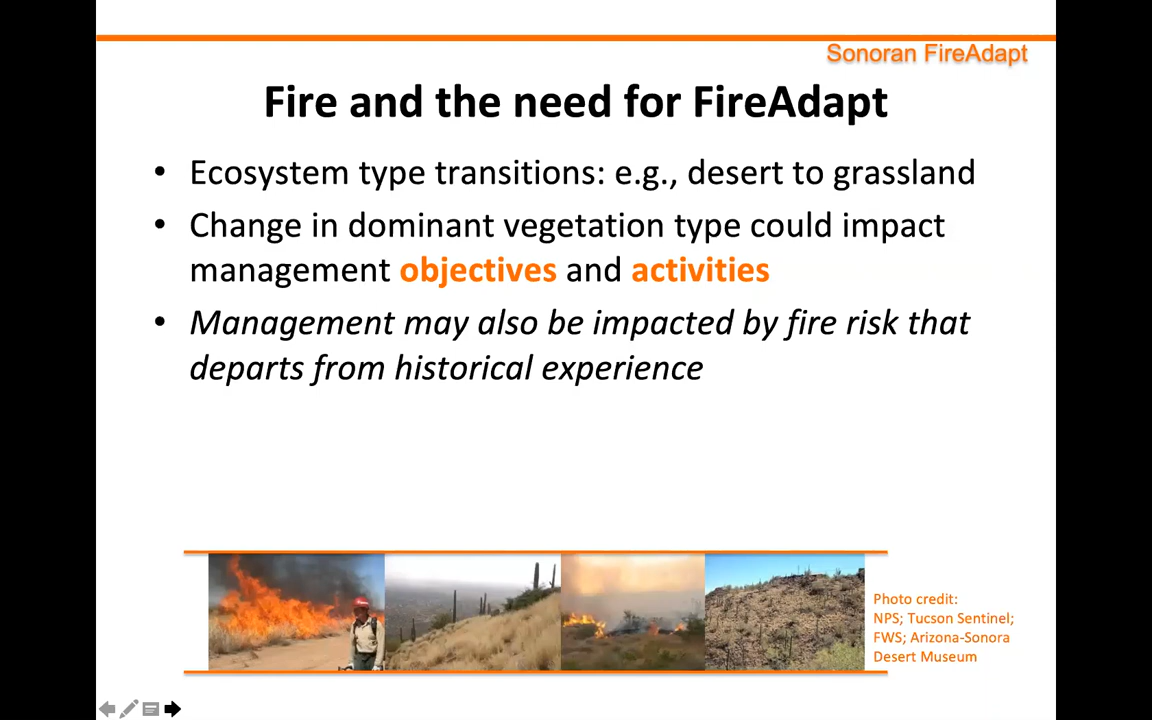 Sonoran FireAdapt
Fire and the need for FireAdapt
• Ecosystem type transitions: e.g., desert to grassland
• Change in dominant vegetation type could impact
management objectives and activities
• Management may also be impacted by fire risk that
departs from historical experience
Photo credit:
NPS; Tucson Sentinel;
FWS; Arizona-Sonora
Desert Museum